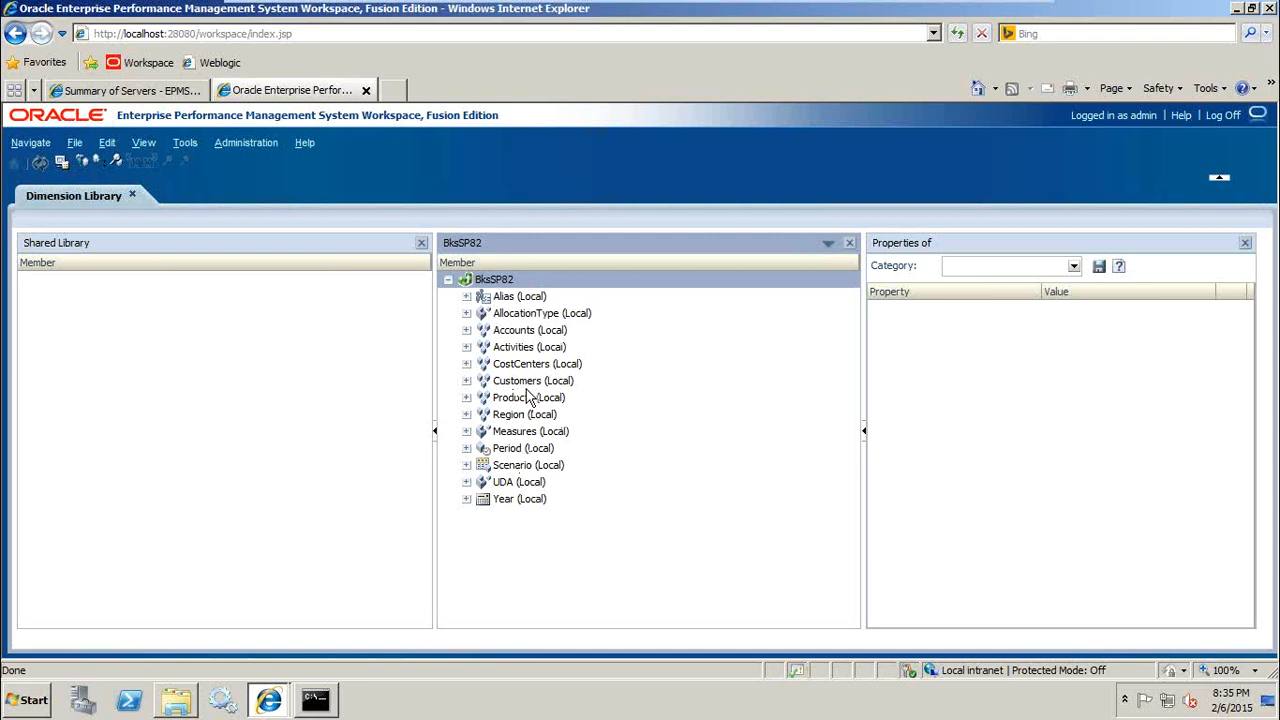 Oracle Enterprise Performance Management System Workspace, Fusion Edition - Windows Internet Explorer
http://localhost:28080/workspace/index.jsp
Bing
Favorites
Workspace
Weblogic
Summary of Servers - EPMS...
Oracle Enterprise Perfor...
Page
Safety
Tools
ORACLE
Enterprise Performance Management System Workspace, Fusion Edition
Logged in as admin
Help
Log Off
Navigate
File
Edit
View
Tools
Administration
Help
Dimension Library
Shared Library
BksSP82
Properties of
Member
Member
Category:
Property
Value
BksSP82
Alias (Local)
AllocationType (Local)
Accounts (Local)
Activities (Local)
CostCenters (Local)
Customers (Local)
(Local)
Region (Local)
Measures (Local)
Period (Local)
Scenario (Local)
UDA (Local)
Year (Local)
Done
Local intranet | Protected Mode: Off
100%
Start
8:35 PM
2/6/2015